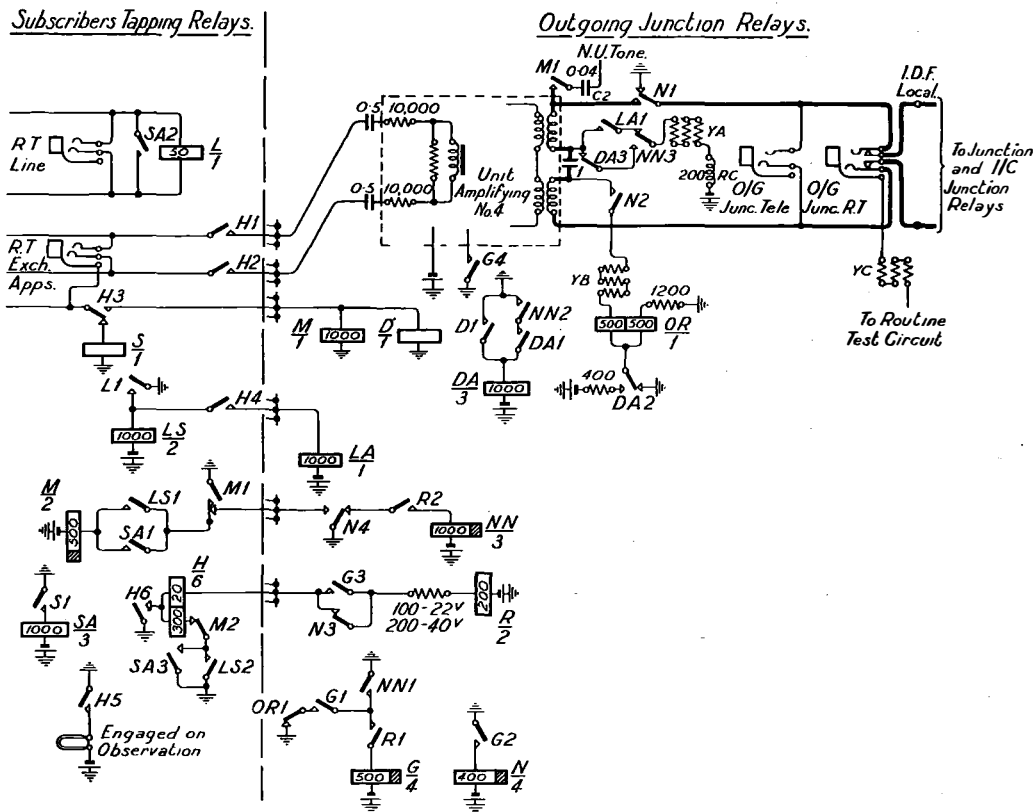 Subscribers Tapping Relays.
Outgoing Junction Relays.
N.U. Tone.
M1
0·04
C2
N1
I.D.F.
Local.
0·5
10,000
SA2
L
1
50
RT
Line
LA1
YA
DA3
NN3
1
200
RC
O/G
Junc. Tele
O/G
Junc. R.T
To Junction
and I/C
Junction
Relays
Unit
Amplifying
No.4
0·5
10,000
N2
H1
R.T
Exch.
Apps.
H2
G4
YB
1200
YC
H3
M
1
1000
D
1
D1
NN2
DA1
500
500
OR
1
To Routine
Test Circuit
S
1
DA
3
1000
400
DA2
L1
H4
1000
LS
2
1000
LA
1
M
2
500
LS1
SA1
M1
N4
R2
1000
NN
3
H
6
20
300
H6
M2
G3
N3
100-22v
200-40v
200
R
2
S1
1000
SA
3
SA3
LS2
H5
OR1
G1
NN1
R1
G2
Engaged on
Observation
500
G
4
400
N
4